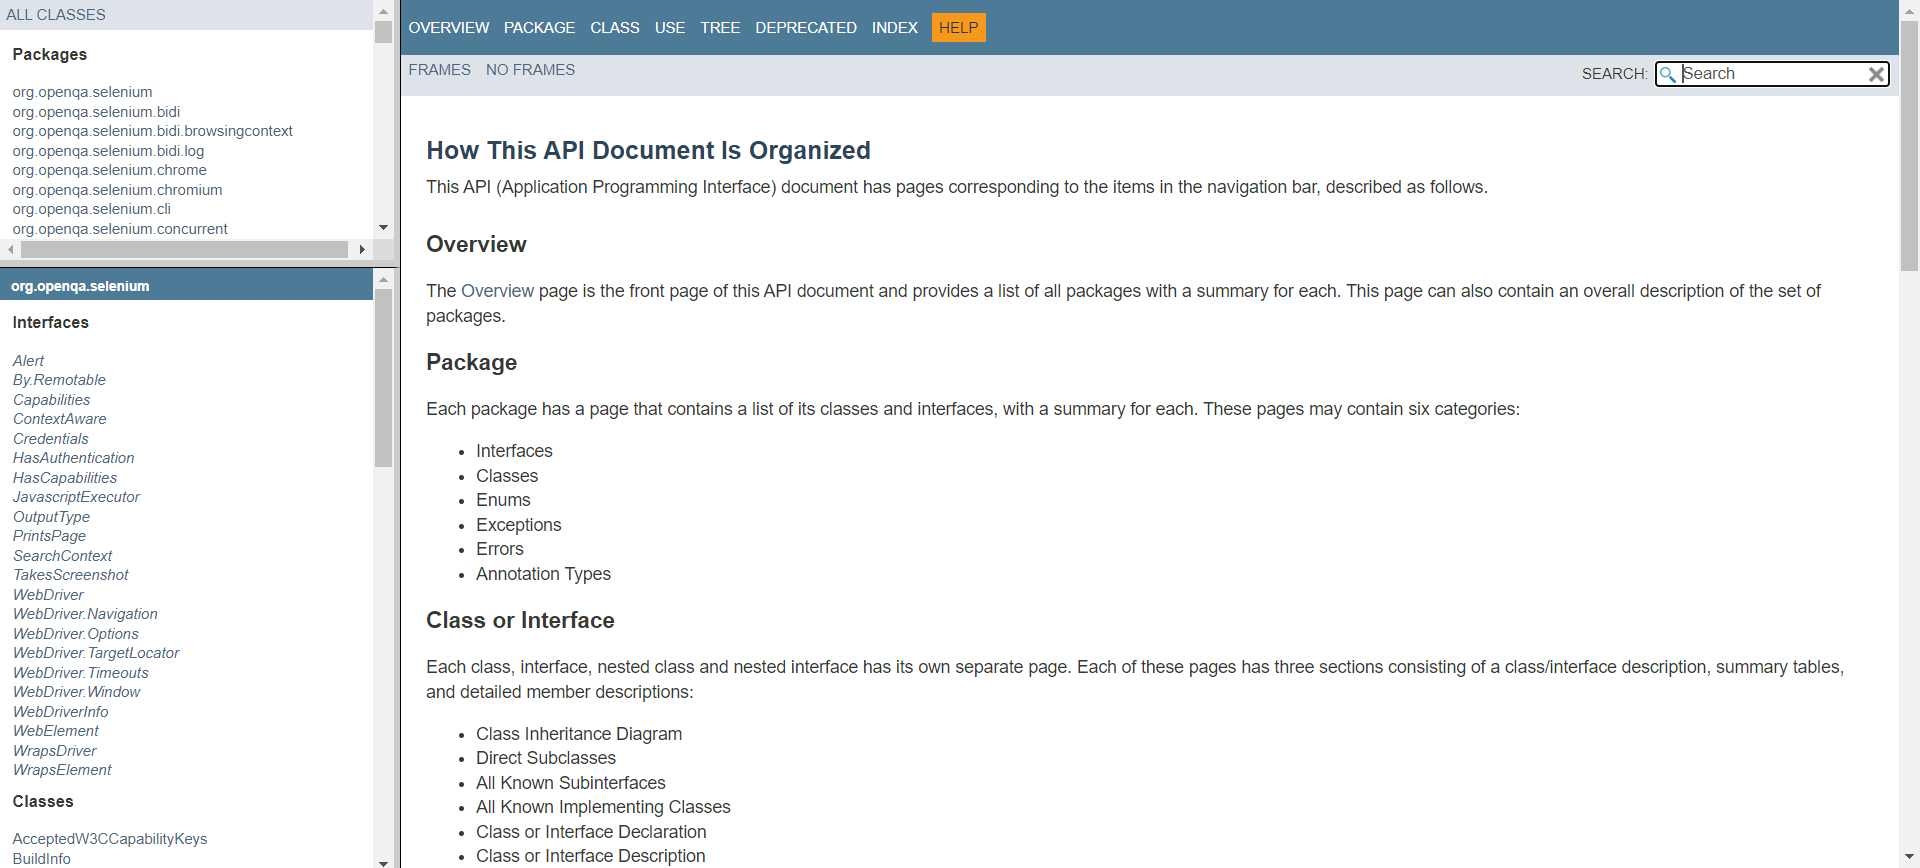 ALL CLASSES
Packages
org.openqa.selenium
org.openqa.selenium.bidi
org.openqa.selenium.bidi.browsingcontext
org.openqa.selenium.bidi.log
org.openqa.selenium.chrome
org.openqa.selenium.chromium
org.openqa.selenium.cli
org.openqa.selenium.concurrent
org.openqa.selenium
Interfaces
Alert
By.Remotable
Capabilities
ContextAware
Credentials
HasAuthentication
HasCapabilities
JavascriptExecutor
OutputType
PrintsPage
SearchContext
TakesScreenshot
WebDriver
WebDriver.Navigation
WebDriver.Options
WebDriver.TargetLocator
WebDriver.Timeouts
WebDriver.Window
WebDriverInfo
WebElement
WrapsDriver
WrapsElement
Classes
AcceptedW3CCapabilityKeys
BuildInfo
OVERVIEW PACKAGE CLASS USE TREE DEPRECATED INDEX HELP
FRAMES NO FRAMES
SEARCH: Search
How This API Document Is Organized
This API (Application Programming Interface) document has pages corresponding to the items in the navigation bar, described as follows.
Overview
The Overview page is the front page of this API document and provides a list of all packages with a summary for each. This page can also contain an overall description of the set of
packages.
Package
Each package has a page that contains a list of its classes and interfaces, with a summary for each. These pages may contain six categories:
• Interfaces
• Classes
• Enums
• Exceptions
• Errors
• Annotation Types
Class or Interface
Each class, interface, nested class and nested interface has its own separate page. Each of these pages has three sections consisting of a class/interface description, summary tables,
and detailed member descriptions:
• Class Inheritance Diagram
• Direct Subclasses
• All Known Subinterfaces
• All Known Implementing Classes
• Class or Interface Declaration
• Class or Interface Description